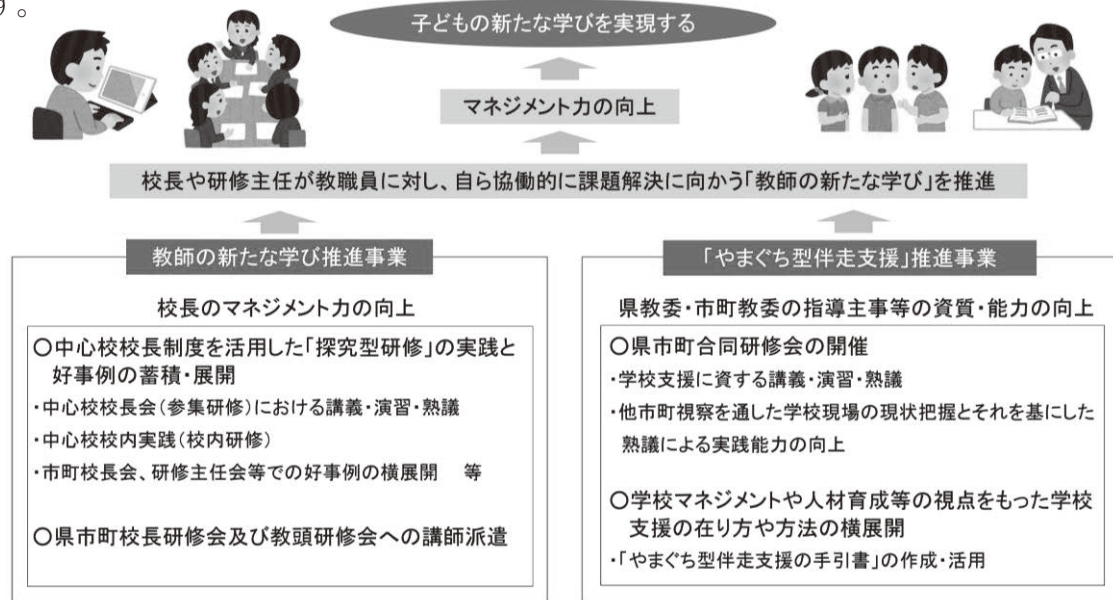 う。
子どもの新たな学びを実現する
マネジメント力の向上
校長や研修主任が教職員に対し、自ら協働的に課題解決に向かう「教師の新たな学び」を推進
教師の新たな学び推進事業
校長のマネジメント力の向上
〇中心校校長制度を活用した「探究型研修」の実践と
好事例の蓄積・展開
・中心校校長会(参集研修)における講義・演習・熟議
・中心校校内実践(校内研修)
・市町校長会、研修主任会等での好事例の横展開 等
〇県市町校長研修会及び教頭研修会への講師派遣
「やまぐち型伴走支援」推進事業
県教委・市町教委の指導主事等の資質・能力の向上
〇県市町合同研修会の開催
・学校支援に資する講義・演習・熟議
・他市町視察を通した学校現場の現状把握とそれを基にした
熟議による実践能力の向上
〇学校マネジメントや人材育成等の視点をもった学校
支援の在り方や方法の横展開
・「やまぐち型伴走支援の手引書」の作成・活用